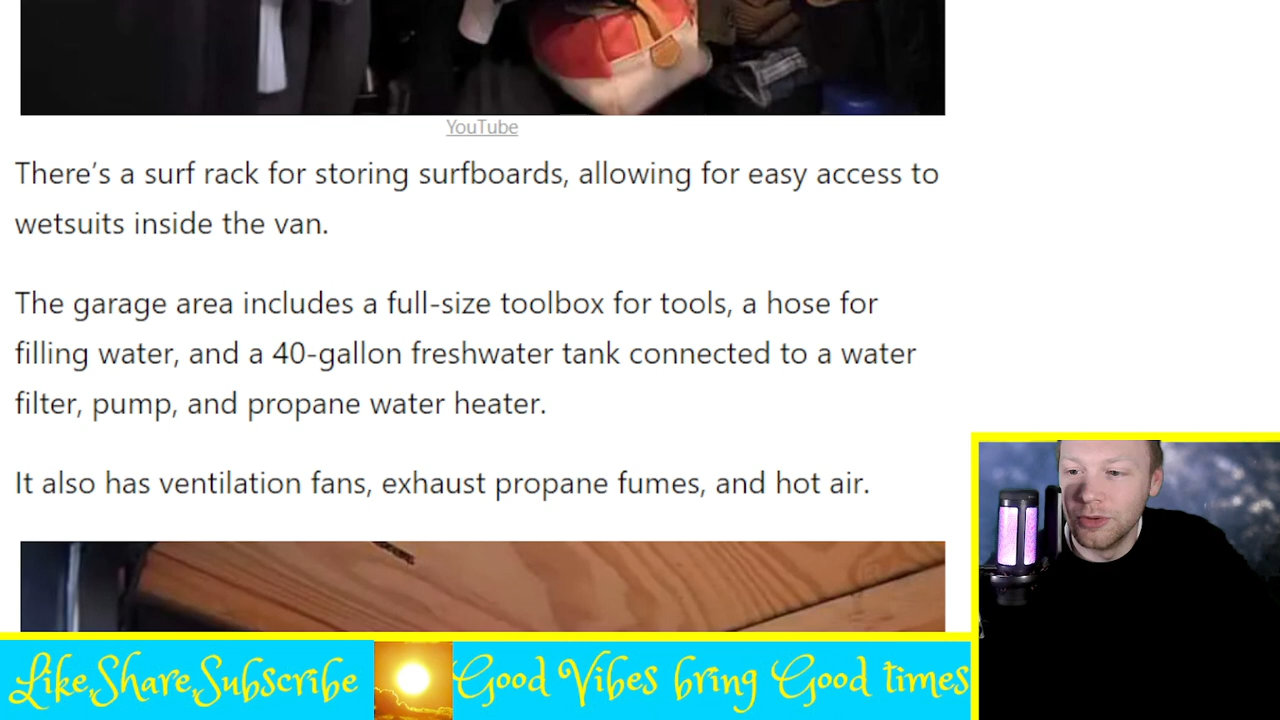 YouTube
There’s a surf rack for storing surfboards, allowing for easy access to
wetsuits inside the van.
The garage area includes a full-size toolbox for tools, a hose for
filling water, and a 40-gallon freshwater tank connected to a water
filter, pump, and propane water heater.
It also has ventilation fans, exhaust propane fumes, and hot air.
Like,Share,Subscribe
Good Vibes bring Good times